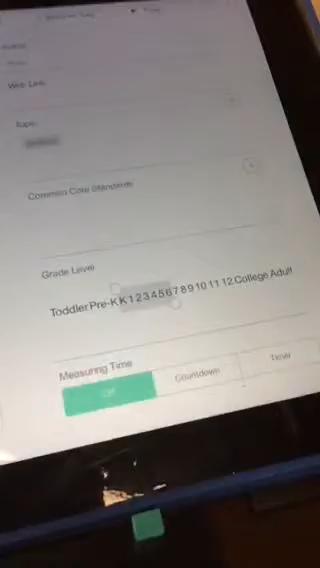 Web Link
Topic
Common Core Standards
Grade Level
Toddler Pre-K K 1 2 3 4 5 6 7 8 9 10 11 12 College Adult
Measuring Time
Off Countdown Timer